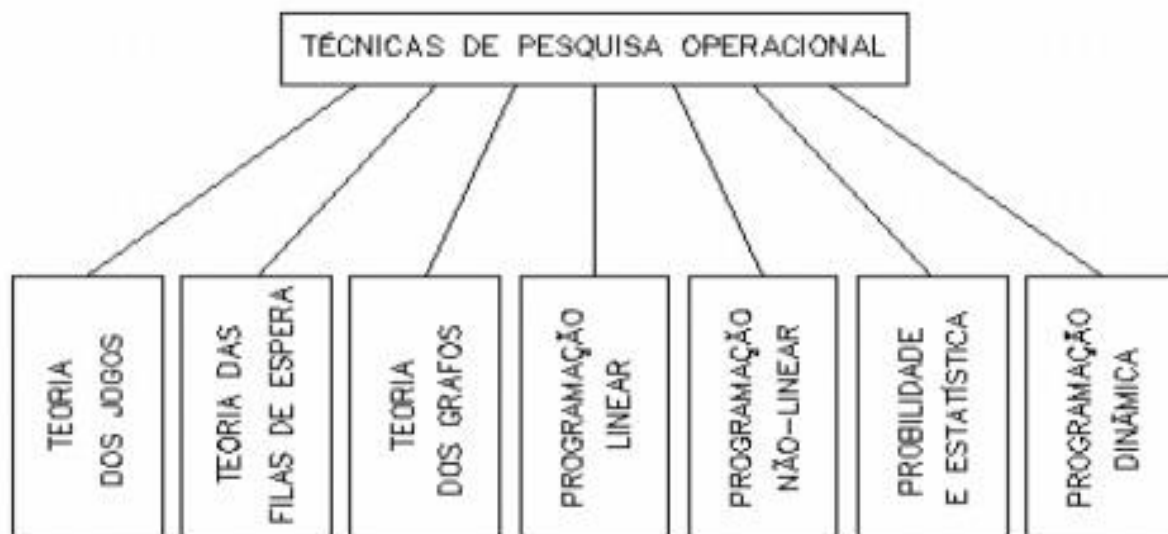 TÉCNICAS DE PESQUISA OPERACIONAL
TEORIA
DOS JOGOS
TEORIA DAS
FILAS DE ESPERA
TEORIA
DOS GRAFOS
PROGRAMAÇÃO
LINEAR
PROGRAMAÇÃO
NÃO-LINEAR
PROBILIDADE
E ESTATÍSTICA
PROGRAMAÇÃO
DINÂMICA